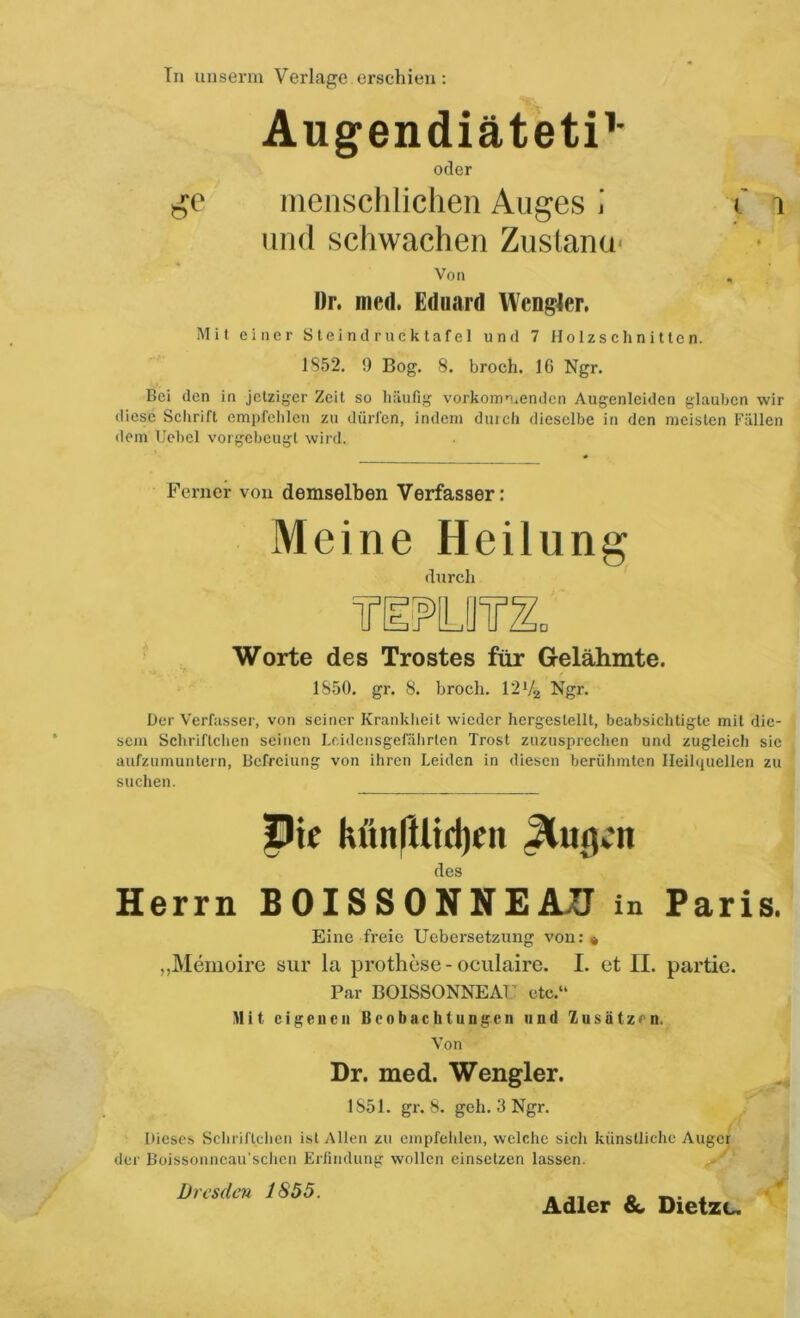 In unserm Verlage erschien:
Augendiäteti
oder
ge menschlichen Auges
und schwachen Zustan
Von
Dr. med. Eduard Wengler.
Mit einer Steindrucktafel und 7 Holzschnitten.
1852. 9 Bog. 8. broch. 16 Ngr.
Bei den in jetziger Zeit so häufig vorkommenden Augenleiden glauben wir
diese Schrift empfehlen zu dürfen, indem durch dieselbe in den meisten Fällen
dem Uebel vorgebeugt wird.
Ferner von demselben Verfasser:
Meine Heilung
durch
TEPLITZ.
Worte des Trostes für Gelähmte.
1850. gr. 8. broch. 12½ Ngr.
Der Verfasser, von seiner Krankheit wieder hergestellt, beabsichtigte mit die-
sem Schriftchen seinen Leidensgefährten Trost zuzusprechen und zugleich sie
aufzumuntern, Befreiung von ihren Leiden in diesen berühmten Heilquellen zu
suchen.
Die künſtlichen Augen
des
Herrn BOISSONNEAU in Paris.
Eine freie Uebersetzung von:
„Mémoire sur la prothèse-oculaire. I. et II. partie.
Par BOISSONNEAU etc.“
Mit eigenen Beobachtungen und Zusätzen.
Von
Dr. med. Wengler.
1851. gr. 8. geh. 3 Ngr.
Dieses Schriftchen ist Allen zu empfehlen, welche sich künstliche Augen
der Boissonneau'schen Erfindung wollen einsetzen lassen.
Dresden 1855.
Adler & Dietze.